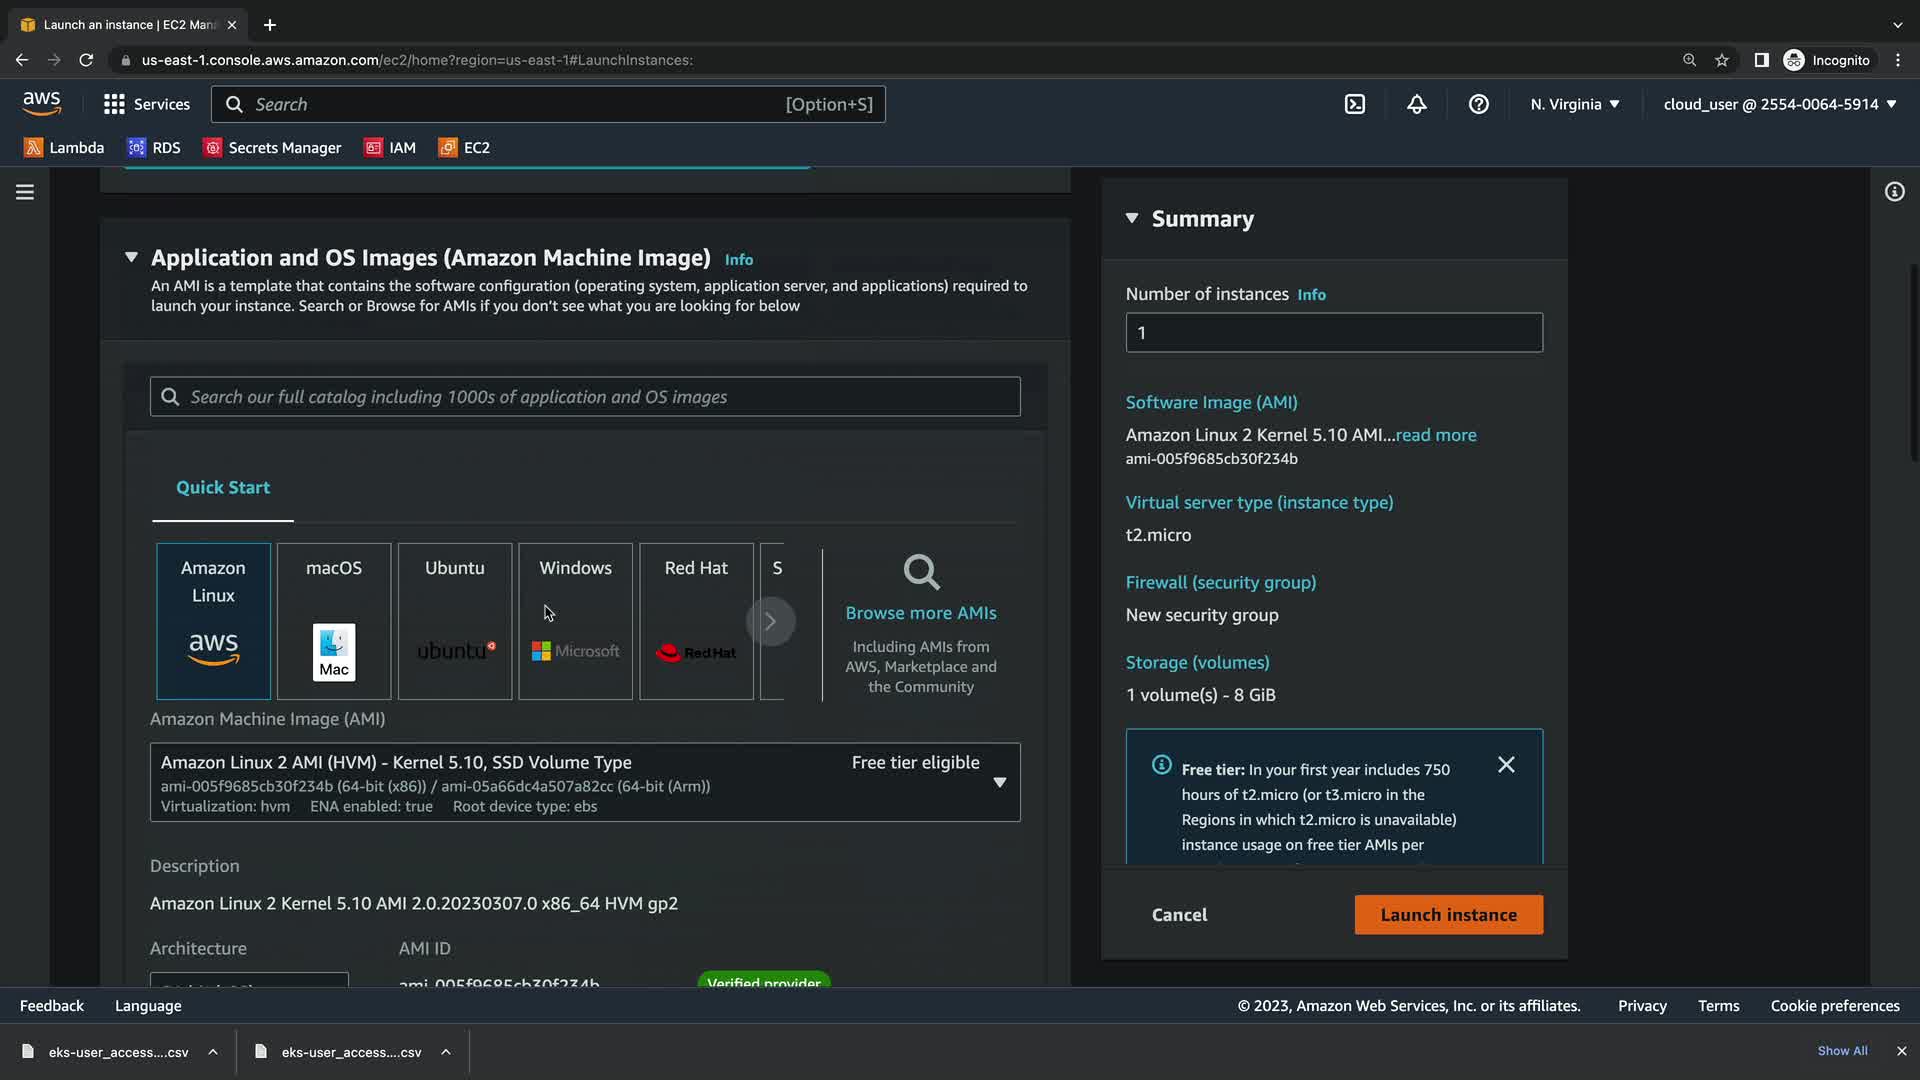 Launch an instance | EC2 Man
us-east-1.console.aws.amazon.com/ec2/home?region=us-east-1#LaunchInstances:
Incognito
aws
Services
Search
[Option+S]
N. Virginia
cloud_user @ 2554-0064-5914
Lambda
RDS
Secrets Manager
IAM
EC2
Application and OS Images (Amazon Machine Image) Info
An AMI is a template that contains the software configuration (operating system, application server, and applications) required to
launch your instance. Search or Browse for AMIs if you don't see what you are looking for below
Search our full catalog including 1000s of application and OS images
Quick Start
Amazon
Linux
aws
macOS
Mac
Ubuntu
ubuntu
Windows
Microsoft
Red Hat
Red Hat
S
Browse more AMIs
Including AMIs from
AWS, Marketplace and
the Community
Amazon Machine Image (AMI)
Amazon Linux 2 AMI (HVM) - Kernel 5.10, SSD Volume Type
Free tier eligible
ami-005f9685cb30f234b (64-bit (x86)) / ami-05a66dc4a507a82cc (64-bit (Arm))
Virtualization: hvm ENA enabled: true Root device type: ebs
Description
Amazon Linux 2 Kernel 5.10 AMI 2.0.20230307.0 x86_64 HVM gp2
Architecture
AMI ID
ami-005f9685cb30f234b
Verified provider
Summary
Number of instances Info
1
Software Image (AMI)
Amazon Linux 2 Kernel 5.10 AMI...read more
ami-005f9685cb30f234b
Virtual server type (instance type)
t2.micro
Firewall (security group)
New security group
Storage (volumes)
1 volume(s) - 8 GiB
Free tier: In your first year includes 750
hours of t2.micro (or t3.micro in the
Regions in which t2.micro is unavailable)
instance usage on free tier AMIs per
Cancel
Launch instance
Feedback
Language
© 2023, Amazon Web Services, Inc. or its affiliates.
Privacy
Terms
Cookie preferences
eks-user_access....csv
eks-user_access....csv
Show All